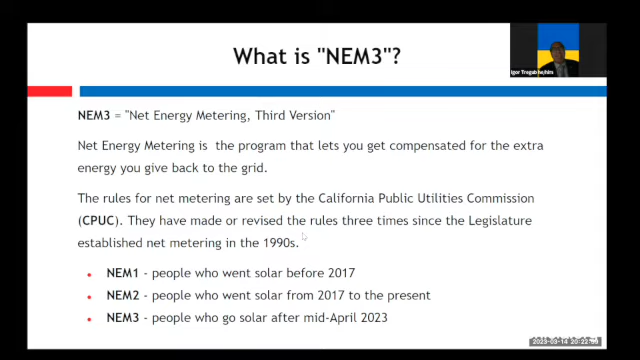 What is "NEM3"?
Igor Tregub he/him
NEM3 = "Net Energy Metering, Third Version"
Net Energy Metering is the program that lets you get compensated for the extra
energy you give back to the grid.
The rules for net metering are set by the California Public Utilities Commission
(CPUC). They have made or revised the rules three times since the Legislature
established net metering in the 1990s.
NEM1 - people who went solar before 2017
NEM2 - people who went solar from 2017 to the present
NEM3 - people who go solar after mid-April 2023